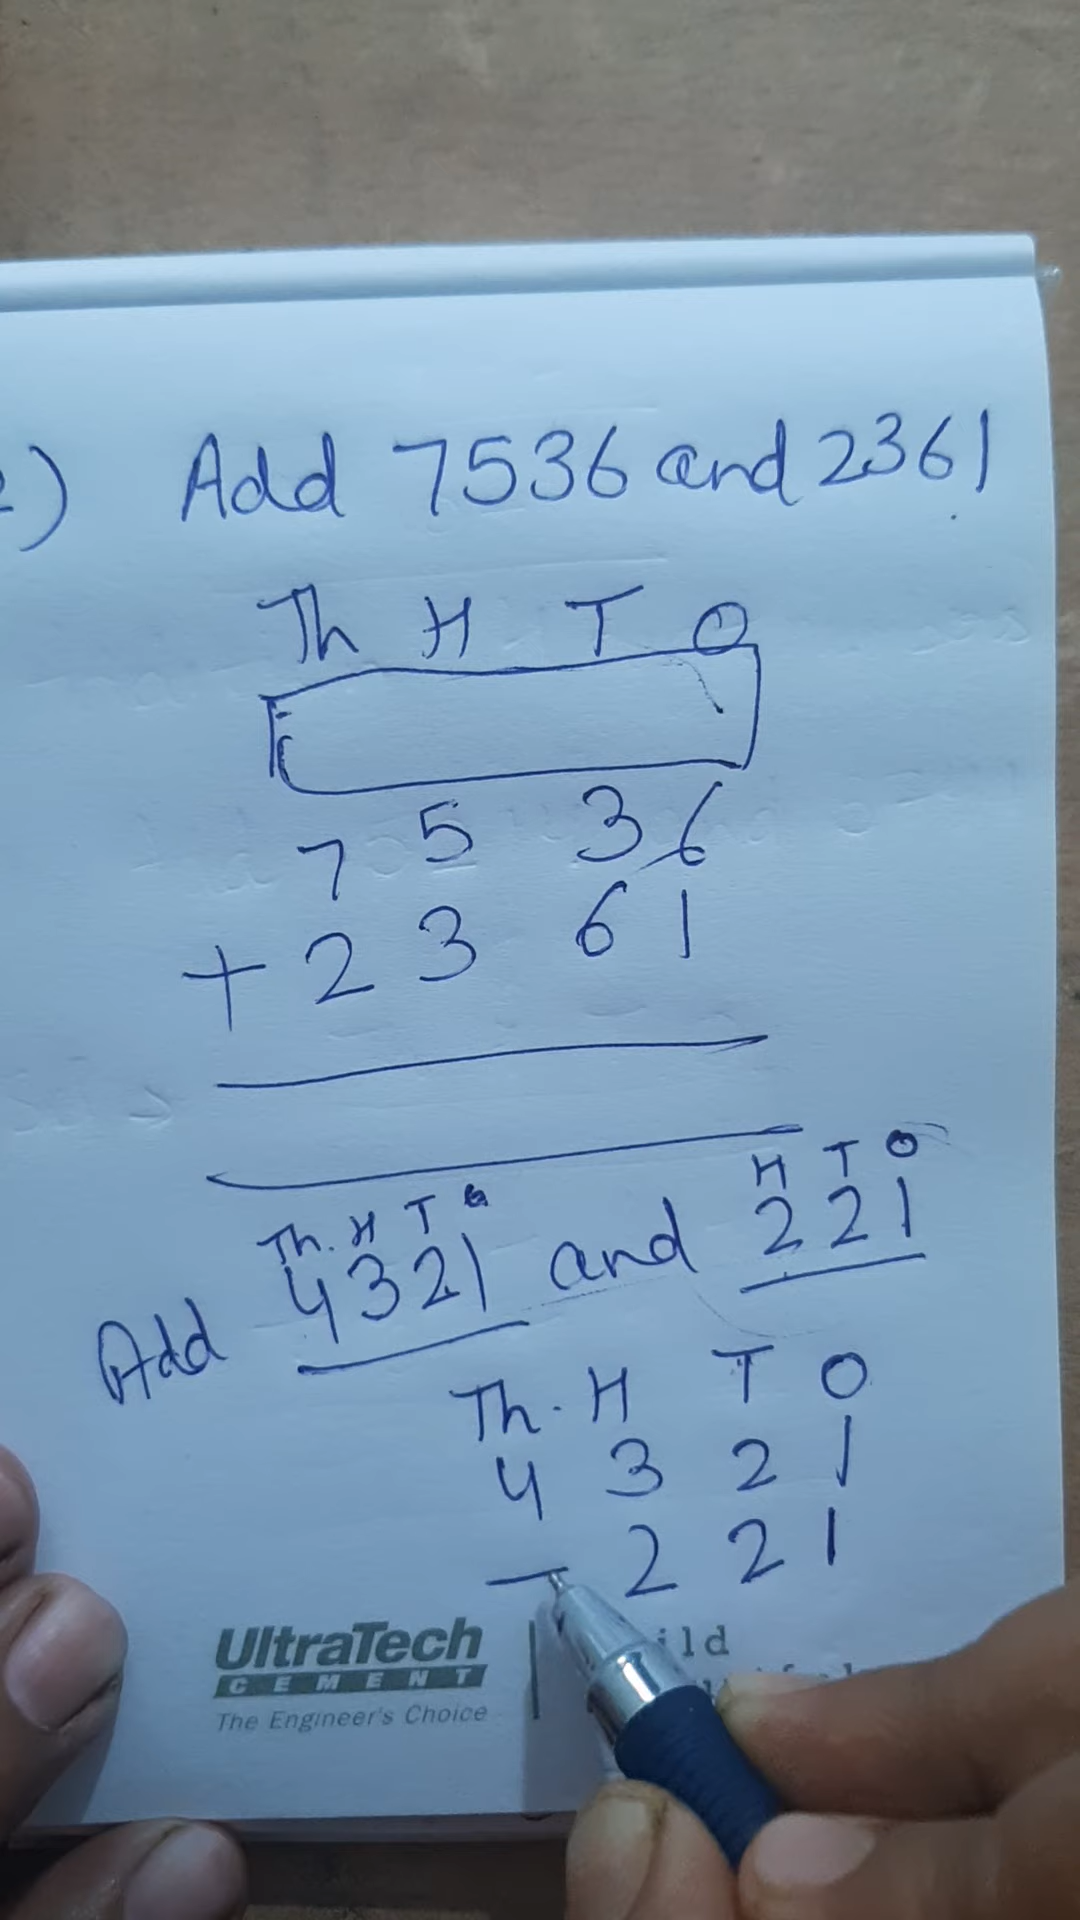 ) Add 7536 and 2361
Th H T O
7 5 3 6
+ 2 3 6 1
Th. H T O H T O
Add 4321 and 221
Th. H T O
4 3 2 1
2 2 1
UltraTech
CEMENT
The Engineer's Choice